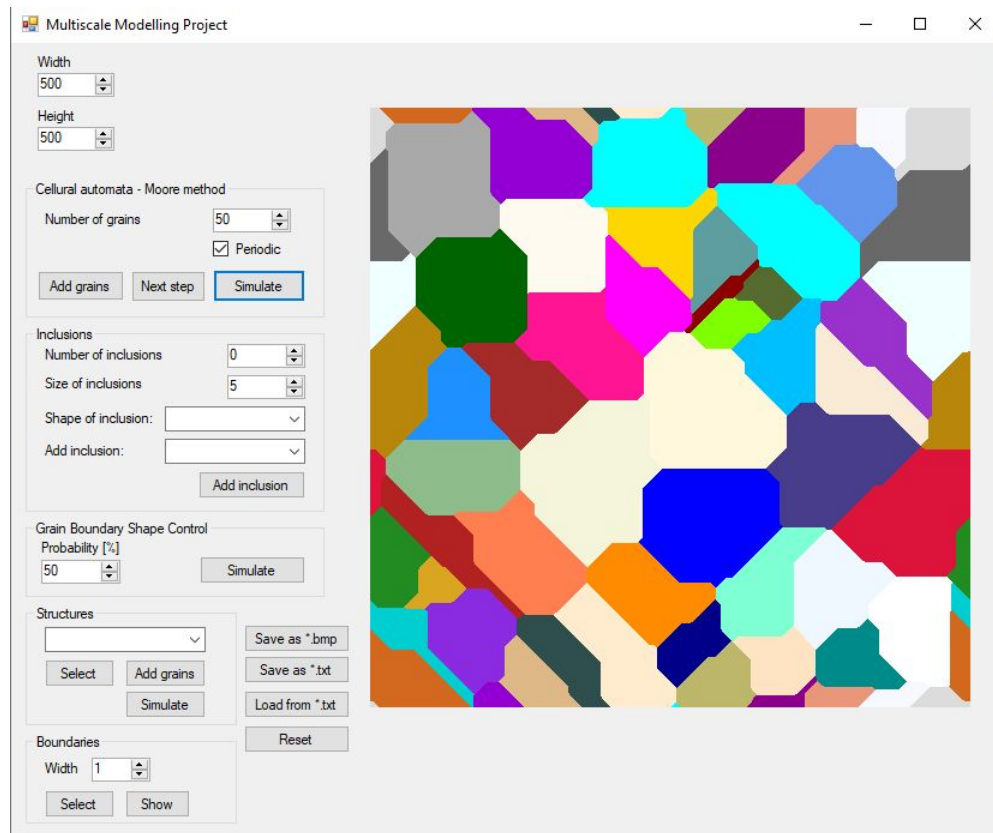 Multiscale Modelling Project
Width
500
Height
500
Cellural automata - Moore method
Number of grains 50
Periodic
Add grains Next step Simulate
Inclusions
Number of inclusions 0
Size of inclusions 5
Shape of inclusion:
Add inclusion:
Add inclusion
Grain Boundary Shape Control
Probability [%]
50 Simulate
Structures
Select Add grains
Simulate
Save as *.bmp
Save as *.txt
Load from *.txt
Reset
Boundaries
Width 1
Select Show